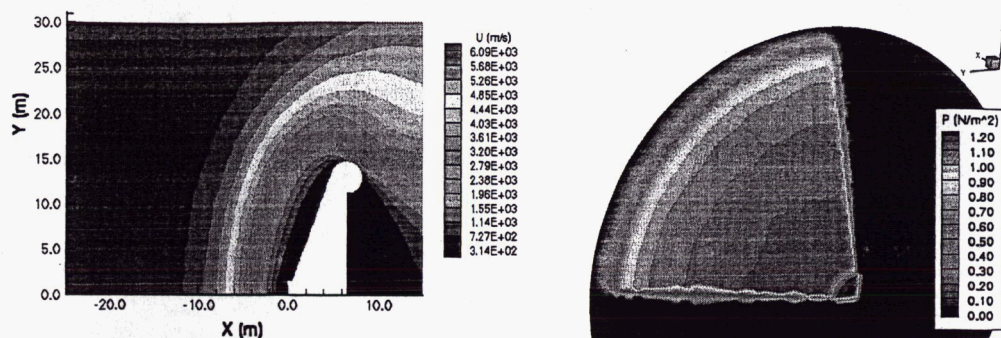 30.0
25.0
20.0
15.0
10.0
5.0
0.0
Y (m)
-20.0 -10.0 0.0 10.0
X (m)
U (m/s)
6.09E+03
5.68E+03
5.26E+03
4.85E+03
4.44E+03
4.03E+03
3.61E+03
3.20E+03
2.79E+03
2.38E+03
1.96E+03
1.55E+03
1.14E+03
7.27E+02
3.14E+02
X
Y
P (N/m^2)
1.20
1.10
1.00
0.90
0.80
0.70
0.60
0.50
0.40
0.30
0.20
0.10
0.00